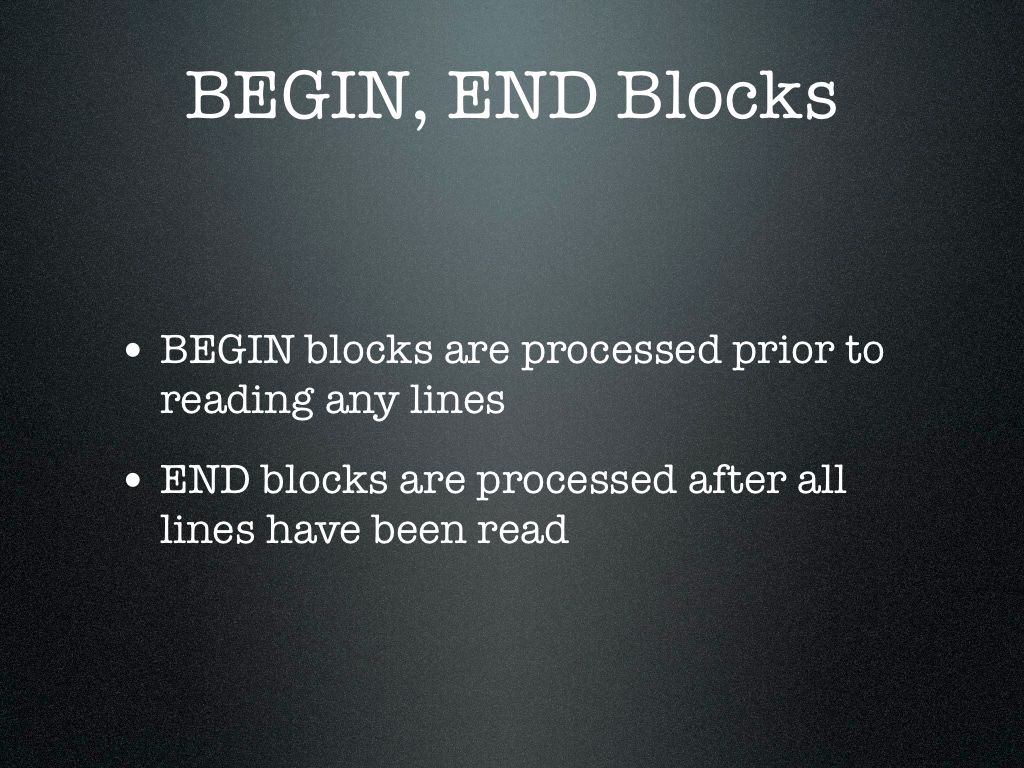 BEGIN, END Blocks
• BEGIN blocks are processed prior to
reading any lines
• END blocks are processed after all
lines have been read